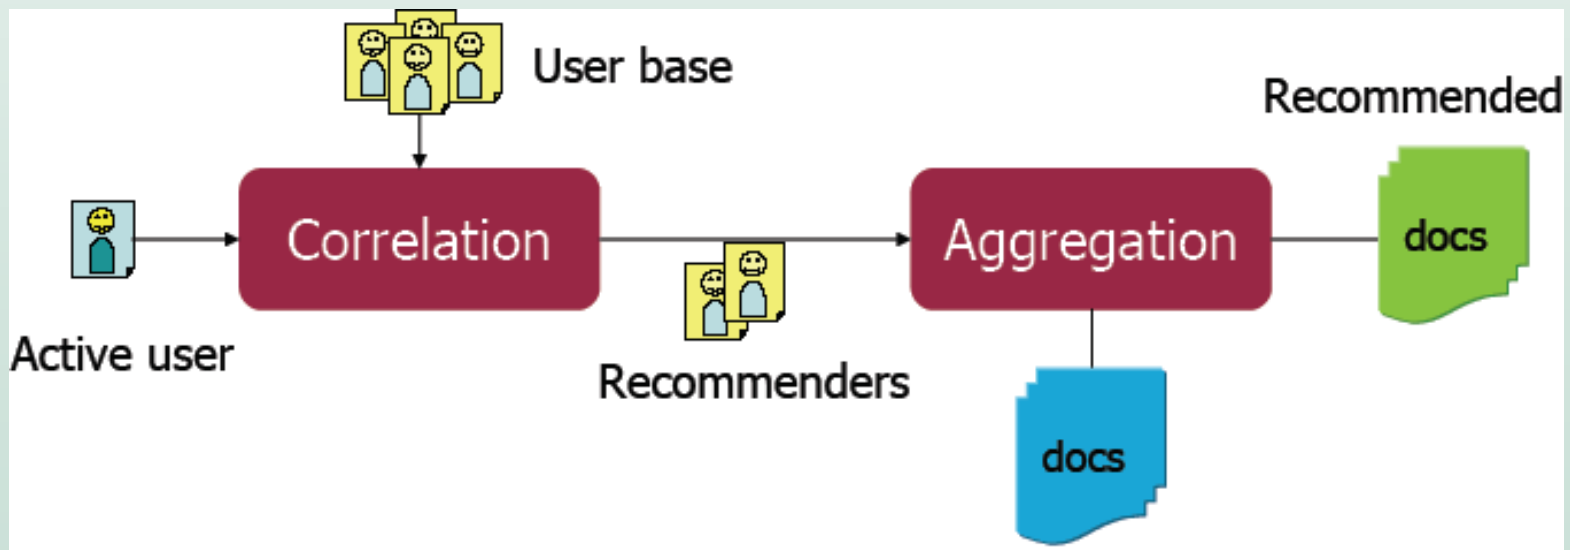 User base
Recommended
Correlation
Aggregation
docs
Active user
Recommenders
docs